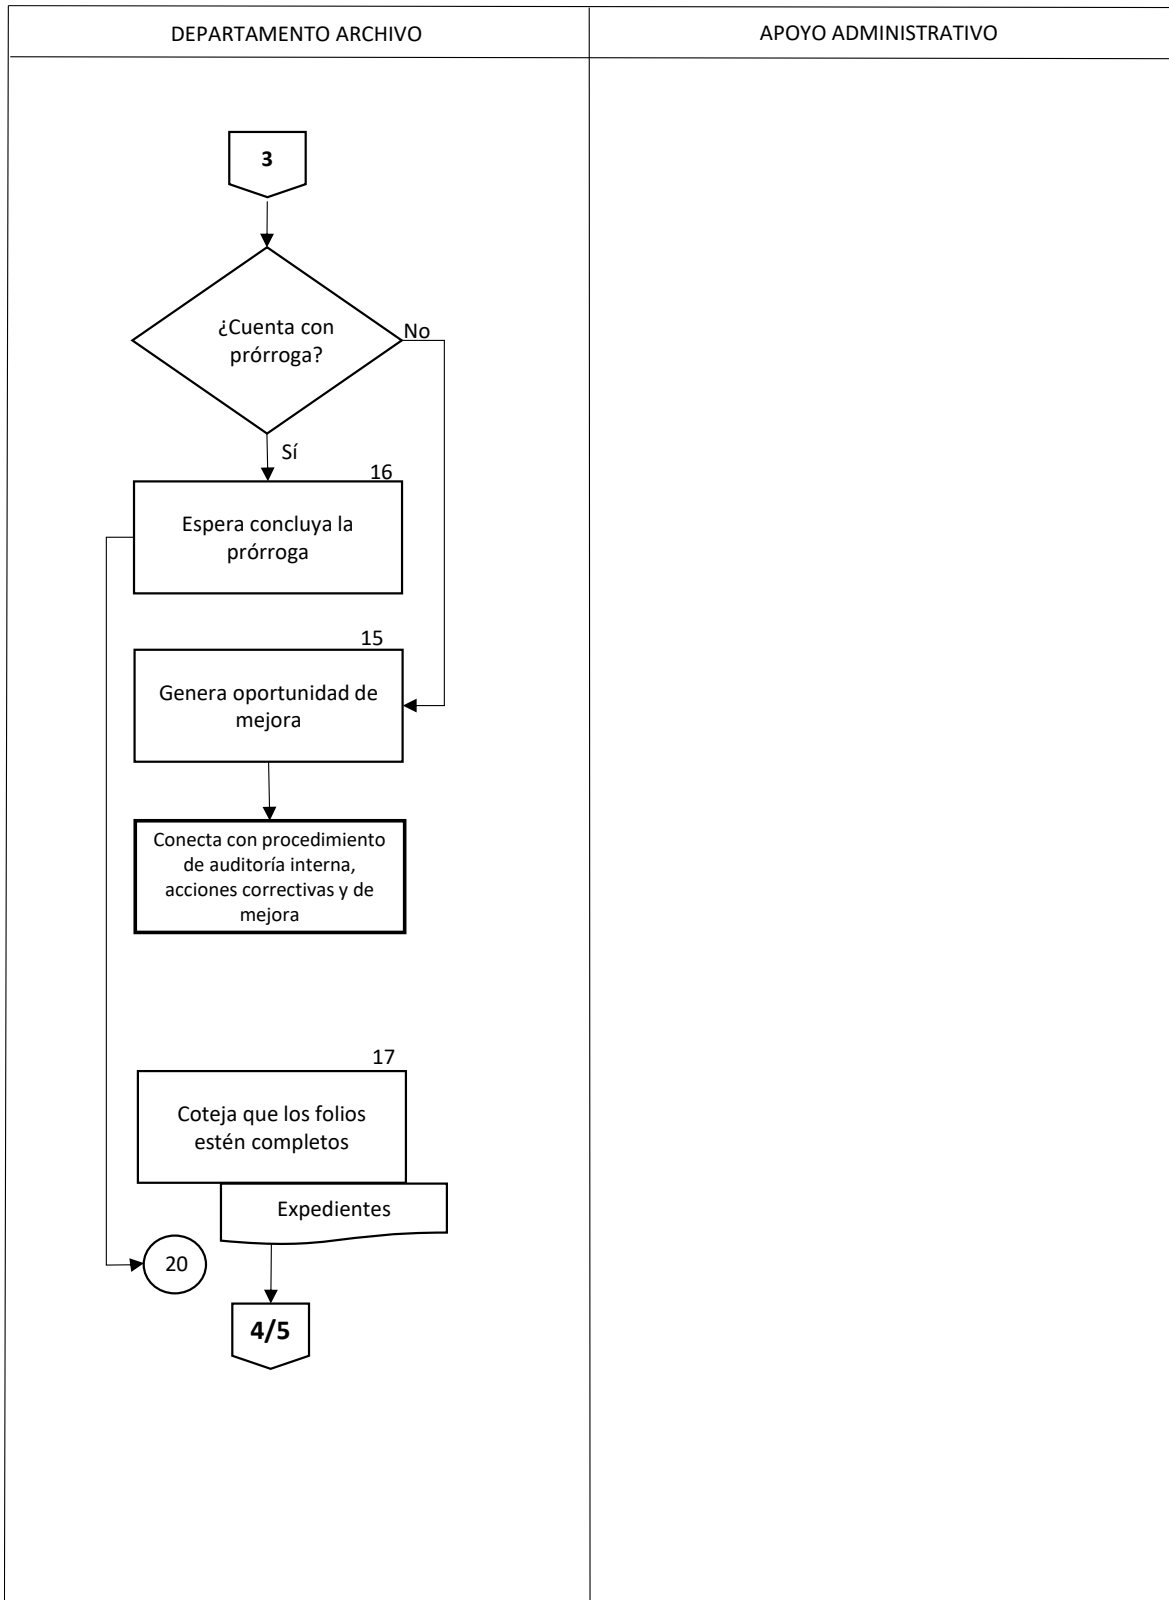 DEPARTAMENTO ARCHIVO
APOYO ADMINISTRATIVO
3
¿Cuenta con
prórroga?
No
Sí
16
Espera concluya la
prórroga
15
Genera oportunidad de
mejora
Conecta con procedimiento
de auditoría interna,
acciones correctivas y de
mejora
17
Coteja que los folios
estén completos
Expedientes
20
4/5